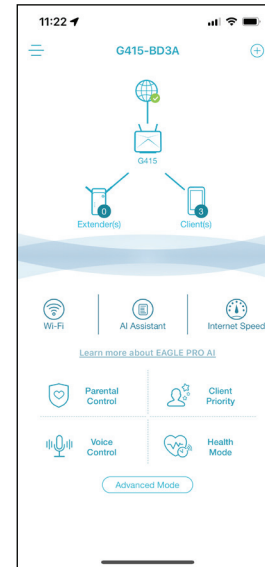 11:22
G415-BD3A
G415
0
3
Extender(s)
Client(s)
Wi-Fi
AI Assistant
Internet Speed
Learn more about EAGLE PRO AI
Parental
Control
Client
Priority
Voice
Control
Health
Mode
Advanced Mode